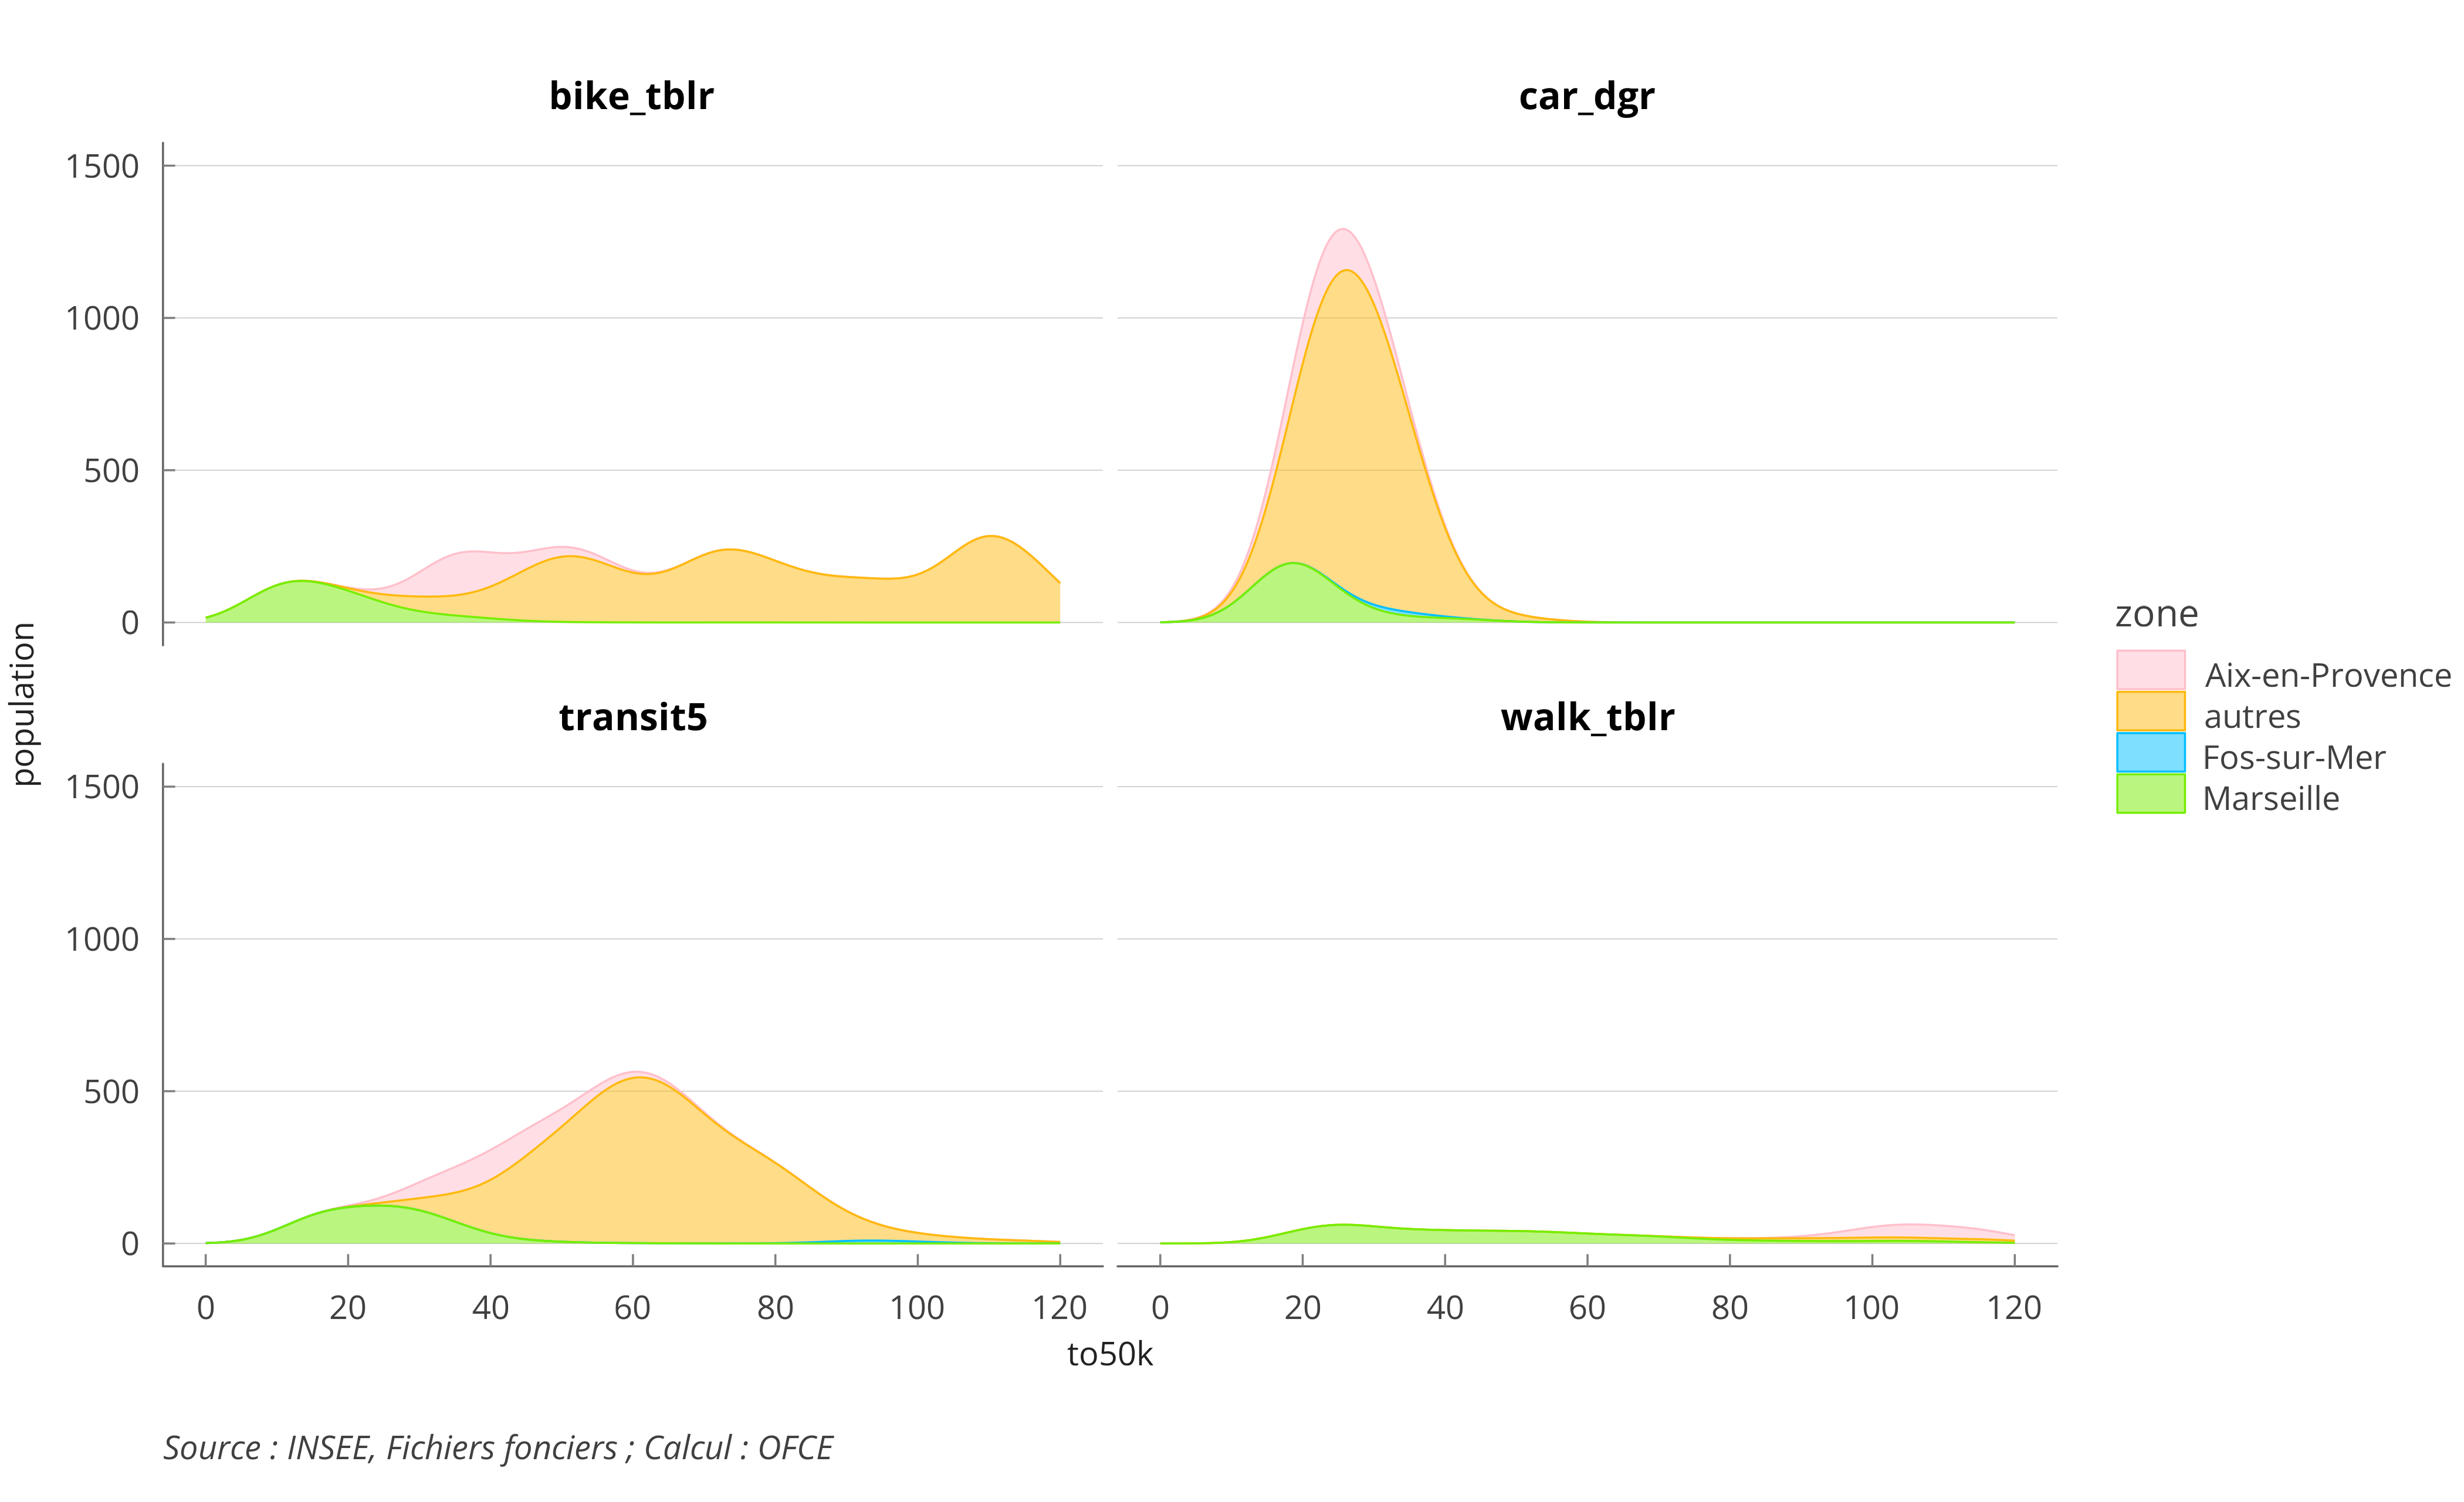 bike_tblr
car_dgr
1500
1000
500
0
population
transit5
walk_tblr
1500
1000
500
0
0 20 40 60 80 100 120
0 20 40 60 80 100 120
to50k
zone
Aix-en-Provence
autres
Fos-sur-Mer
Marseille
Source : INSEE, Fichiers fonciers ; Calcul : OFCE